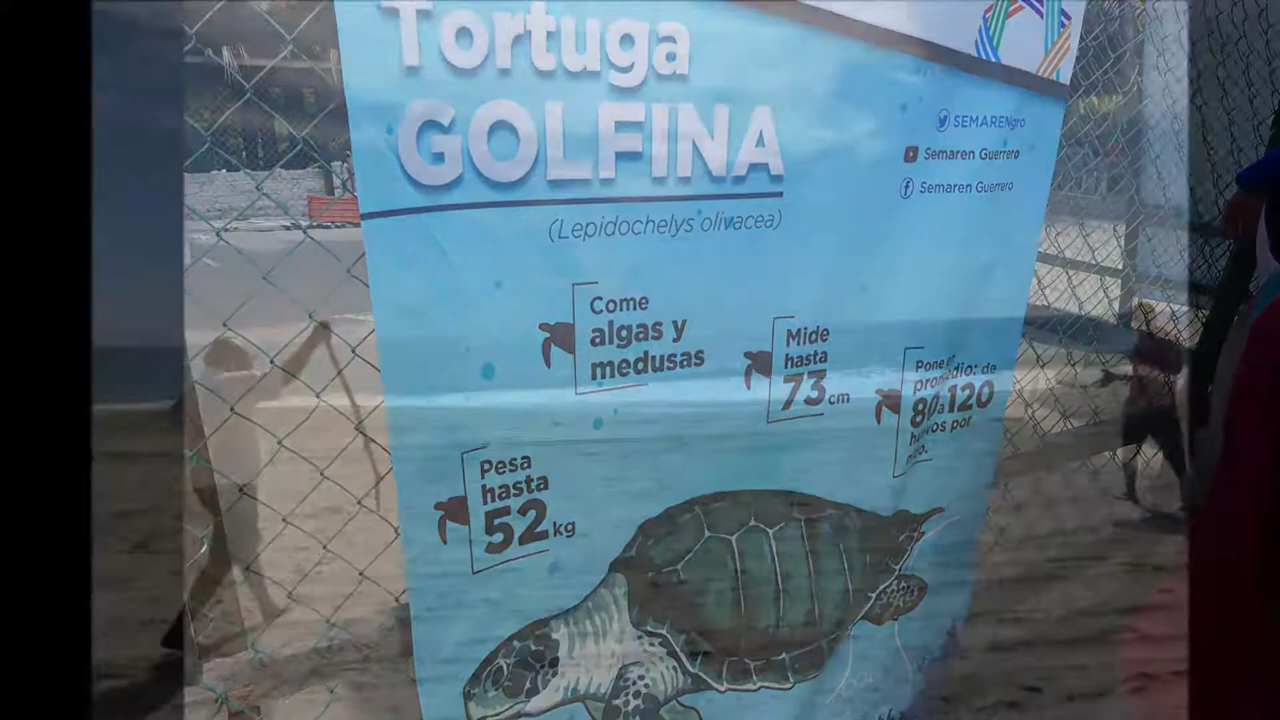 Tortuga
GOLFINA
(Lepidochelys olivacea)
SEMARENgro
Semaren Guerrero
Semaren Guerrero
Come
algas y
medusas
Mide
hasta
73 cm
Pone en
promedio: de
80 a 120
huevos por
nido.
Pesa
hasta
52 kg